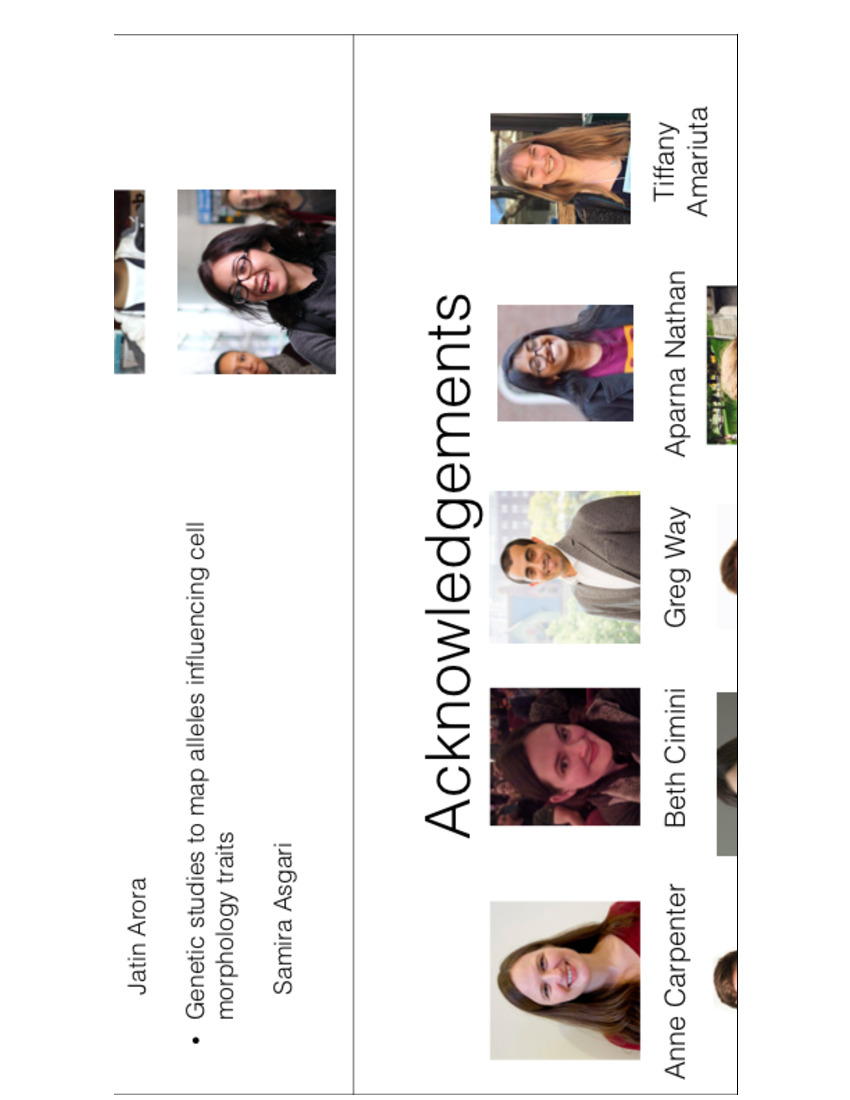 Jatin Arora
• Genetic studies to map alleles influencing cell
morphology traits
Samira Asgari
Acknowledgements
Anne Carpenter
Beth Cimini
Greg Way
Aparna Nathan
Tiffany
Amariuta